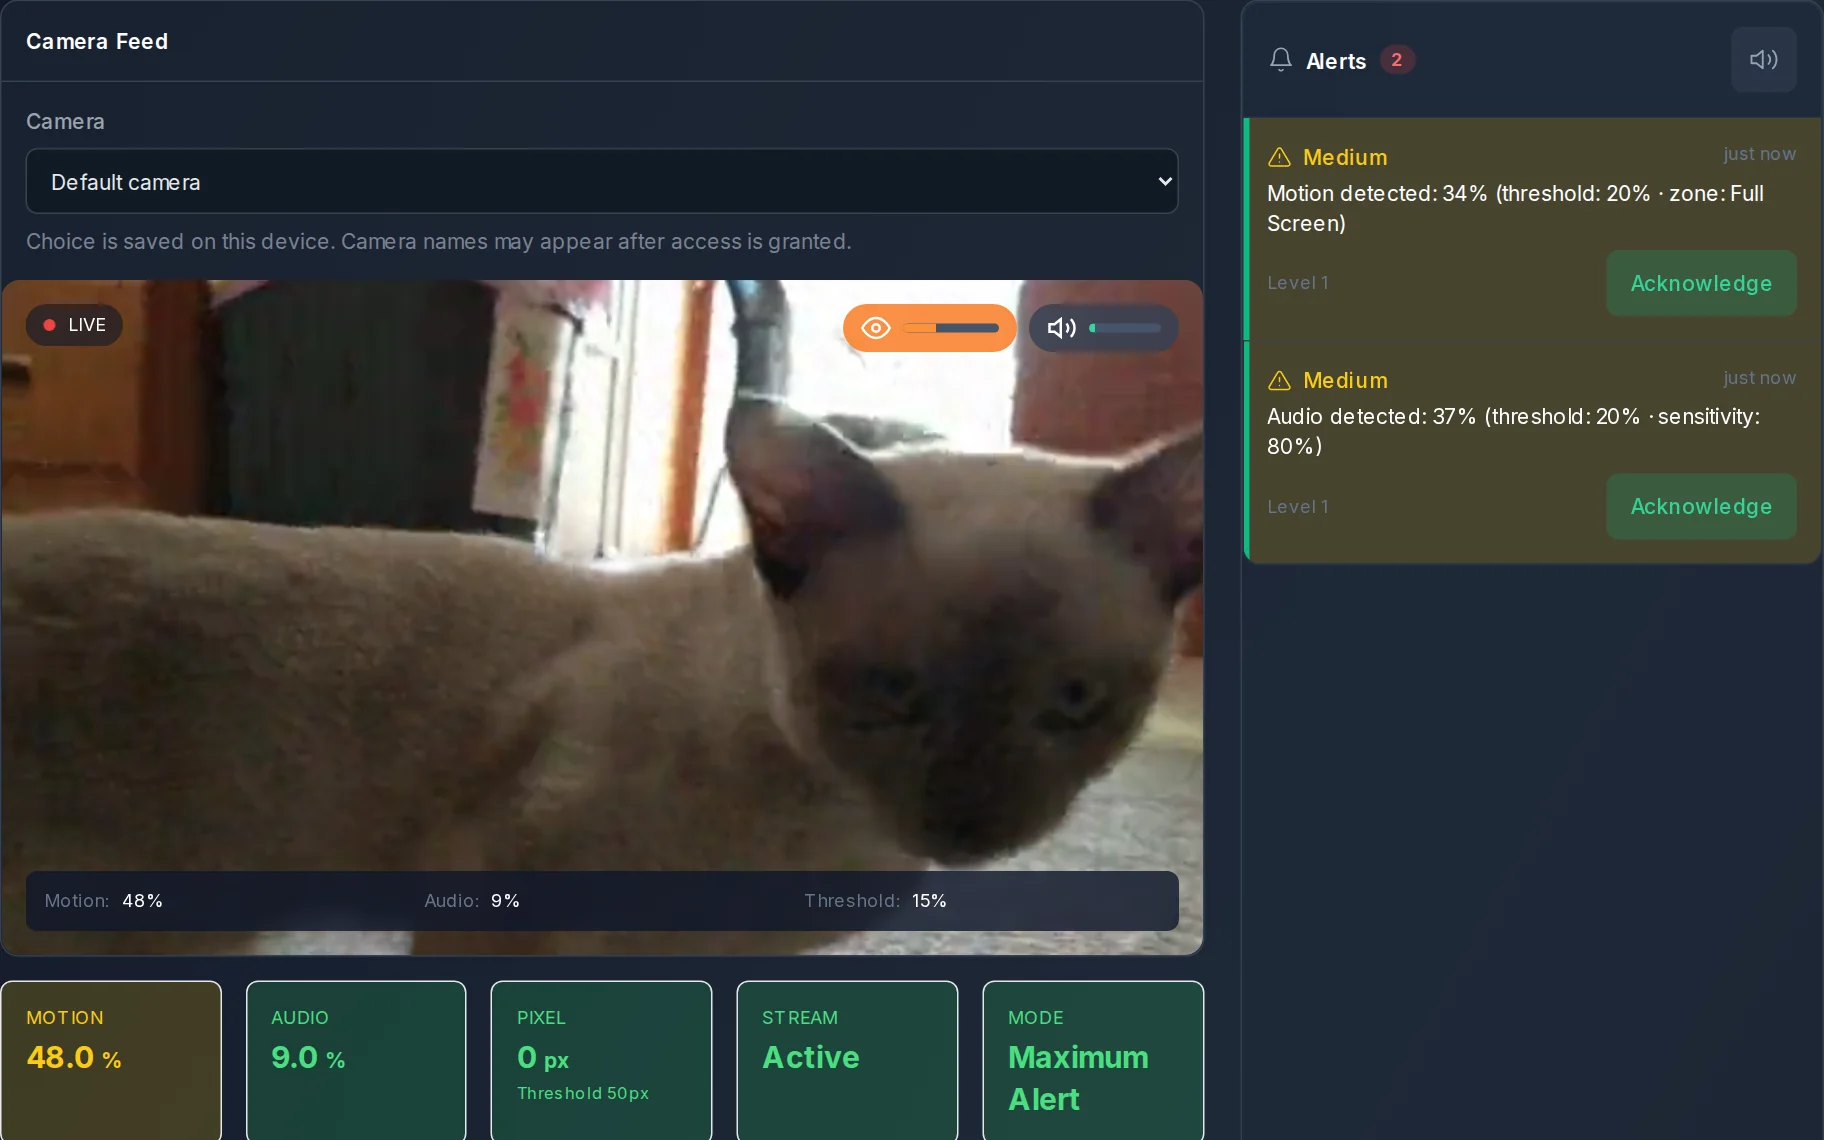 Camera Feed
Camera
Default camera
Choice is saved on this device. Camera names may appear after access is granted.
LIVE
Motion: 48%
Audio: 9%
Threshold: 15%
MOTION
48.0 %
AUDIO
9.0 %
PIXEL
0 px
Threshold 50px
STREAM
Active
MODE
Maximum
Alert
Alerts 2
Medium
just now
Motion detected: 34% (threshold: 20% · zone: Full
Screen)
Level 1
Acknowledge
Medium
just now
Audio detected: 37% (threshold: 20% · sensitivity:
80%)
Level 1
Acknowledge